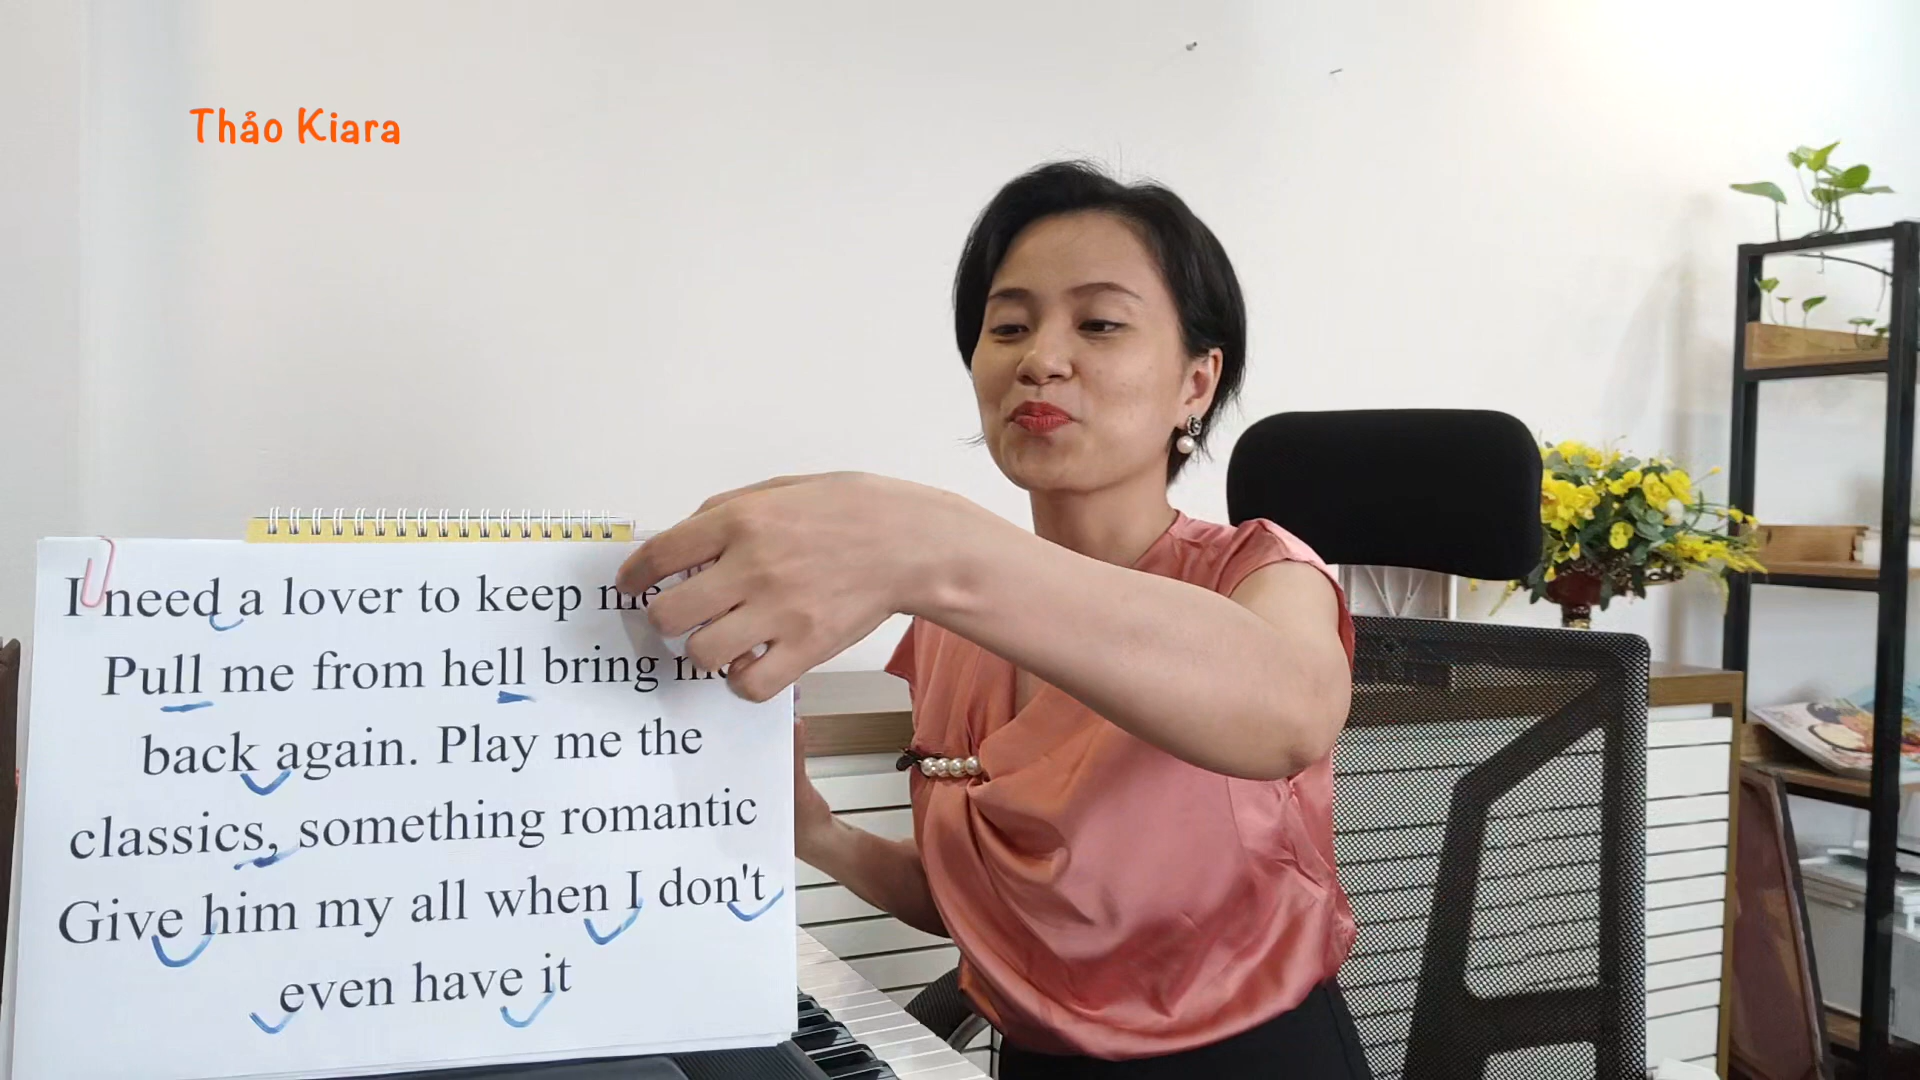 Thảo Kiara
I need a lover to keep me
Pull me from hell bring
back again. Play me the
classics, something romantic
Give him my all when I don't
even have it